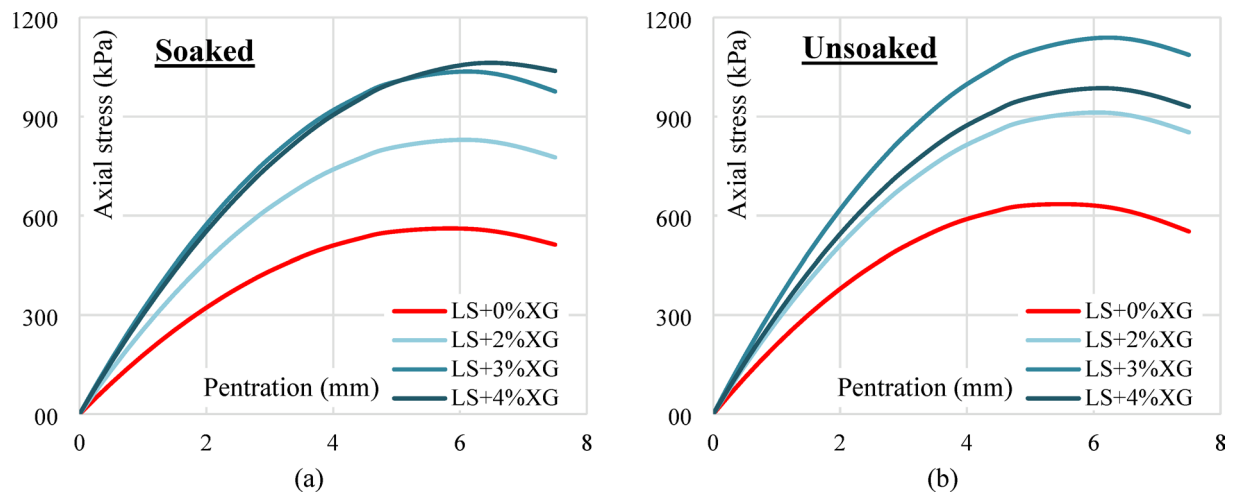 Soaked
Axial stress (kPa)
1200
900
600
300
00
0 2 4 6 8
Pentration (mm)
LS+0%XG
LS+2%XG
LS+3%XG
LS+4%XG
(a)
Unsoaked
Axial stress (kPa)
1200
900
600
300
00
0 2 4 6 8
Pentration (mm)
LS+0%XG
LS+2%XG
LS+3%XG
LS+4%XG
(b)